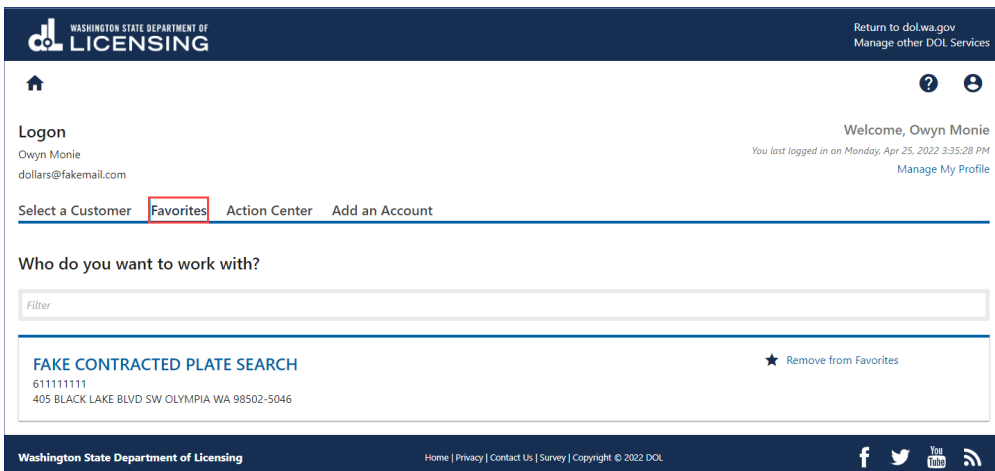 WASHINGTON STATE DEPARTMENT OF
LICENSING
Return to dol.wa.gov
Manage other DOL Services
Logon
Owyn Monie
dollars@fakemail.com
Welcome, Owyn Monie
You last logged in on Monday, Apr 25, 2022 3:35:28 PM
Manage My Profile
Select a Customer Favorites Action Center Add an Account
Who do you want to work with?
Filter
FAKE CONTRACTED PLATE SEARCH
611111111
405 BLACK LAKE BLVD SW OLYMPIA WA 98502-5046
Remove from Favorites
Washington State Department of Licensing
Home | Privacy | Contact Us | Survey | Copyright © 2022 DOL
You
Tube